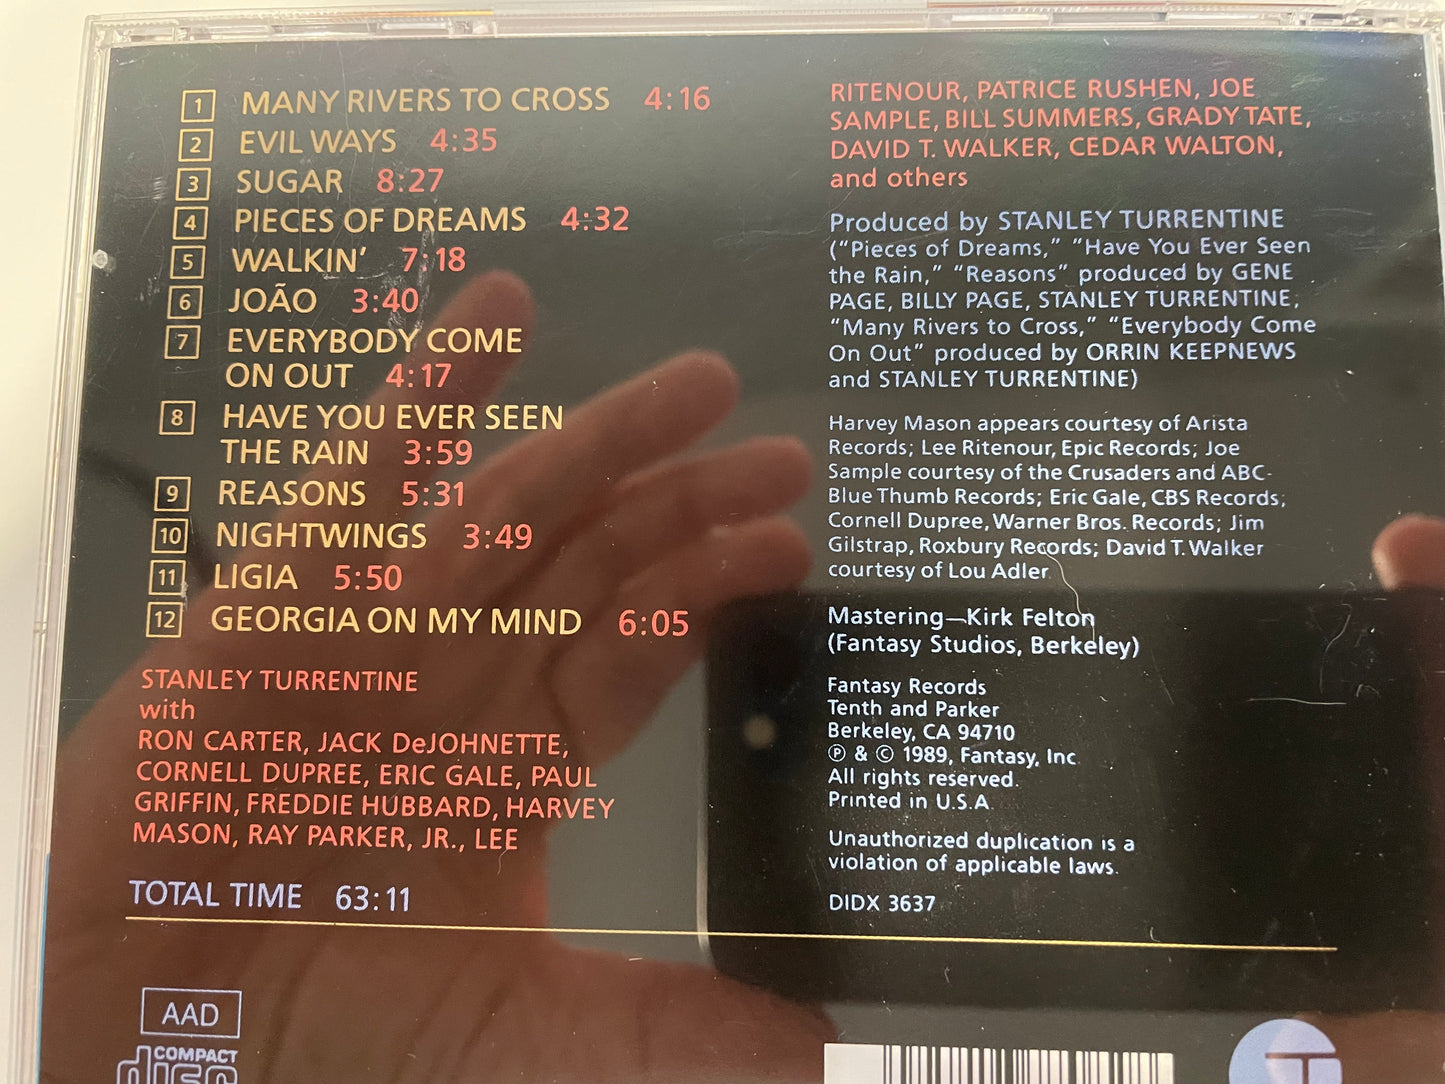 1 MANY RIVERS TO CROSS 4:16
2 EVIL WAYS 4:35
3 SUGAR 8:27
4 PIECES OF DREAMS 4:32
5 WALKIN' 7:18
6 JOÃO 3:40
7 EVERYBODY COME
ON OUT 4:17
8 HAVE YOU EVER SEEN
THE RAIN 3:59
9 REASONS 5:31
10 NIGHTWINGS 3:49
11 LIGIA 5:50
12 GEORGIA ON MY MIND 6:05
STANLEY TURRENTINE
with
RON CARTER, JACK DeJOHNETTE,
CORNELL DUPREE, ERIC GALE, PAUL
GRIFFIN, FREDDIE HUBBARD, HARVEY
MASON, RAY PARKER, JR., LEE
RITENOUR, PATRICE RUSHEN, JOE
SAMPLE, BILL SUMMERS, GRADY TATE,
DAVID T. WALKER, CEDAR WALTON,
and others
Produced by STANLEY TURRENTINE
("Pieces of Dreams," "Have You Ever Seen
the Rain," "Reasons" produced by GENE
PAGE, BILLY PAGE, STANLEY TURRENTINE;
"Many Rivers to Cross," "Everybody Come
On Out" produced by ORRIN KEEPNEWS
and STANLEY TURRENTINE)
Harvey Mason appears courtesy of Arista
Records; Lee Ritenour, Epic Records; Joe
Sample courtesy of the Crusaders and ABC-
Blue Thumb Records; Eric Gale, CBS Records;
Cornell Dupree, Warner Bros. Records; Jim
Gilstrap, Roxbury Records; David T. Walker
courtesy of Lou Adler.
Mastering—Kirk Felton
(Fantasy Studios, Berkeley)
Fantasy Records
Tenth and Parker
Berkeley, CA 94710
℗ & © 1989, Fantasy, Inc.
All rights reserved.
Printed in U.S.A.
Unauthorized duplication is a
violation of applicable laws.
DIDX 3637
TOTAL TIME 63:11
AAD
COMPACT
disc